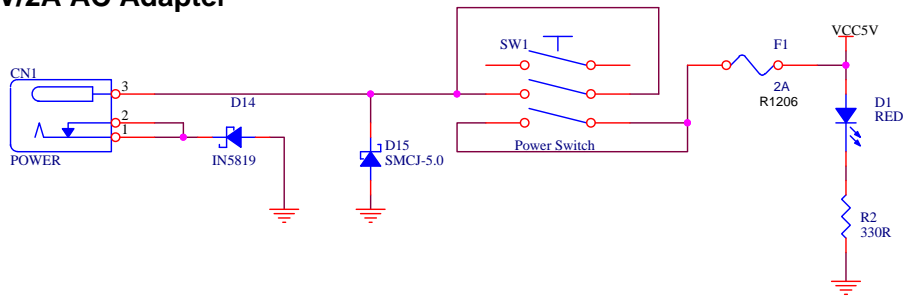 V/2A AC Adapter
CN1
3
2
1
POWER
D14
IN5819
D15
SMCJ-5.0
SW1
Power Switch
F1
2A
R1206
VCC5V
D1
RED
R2
330R